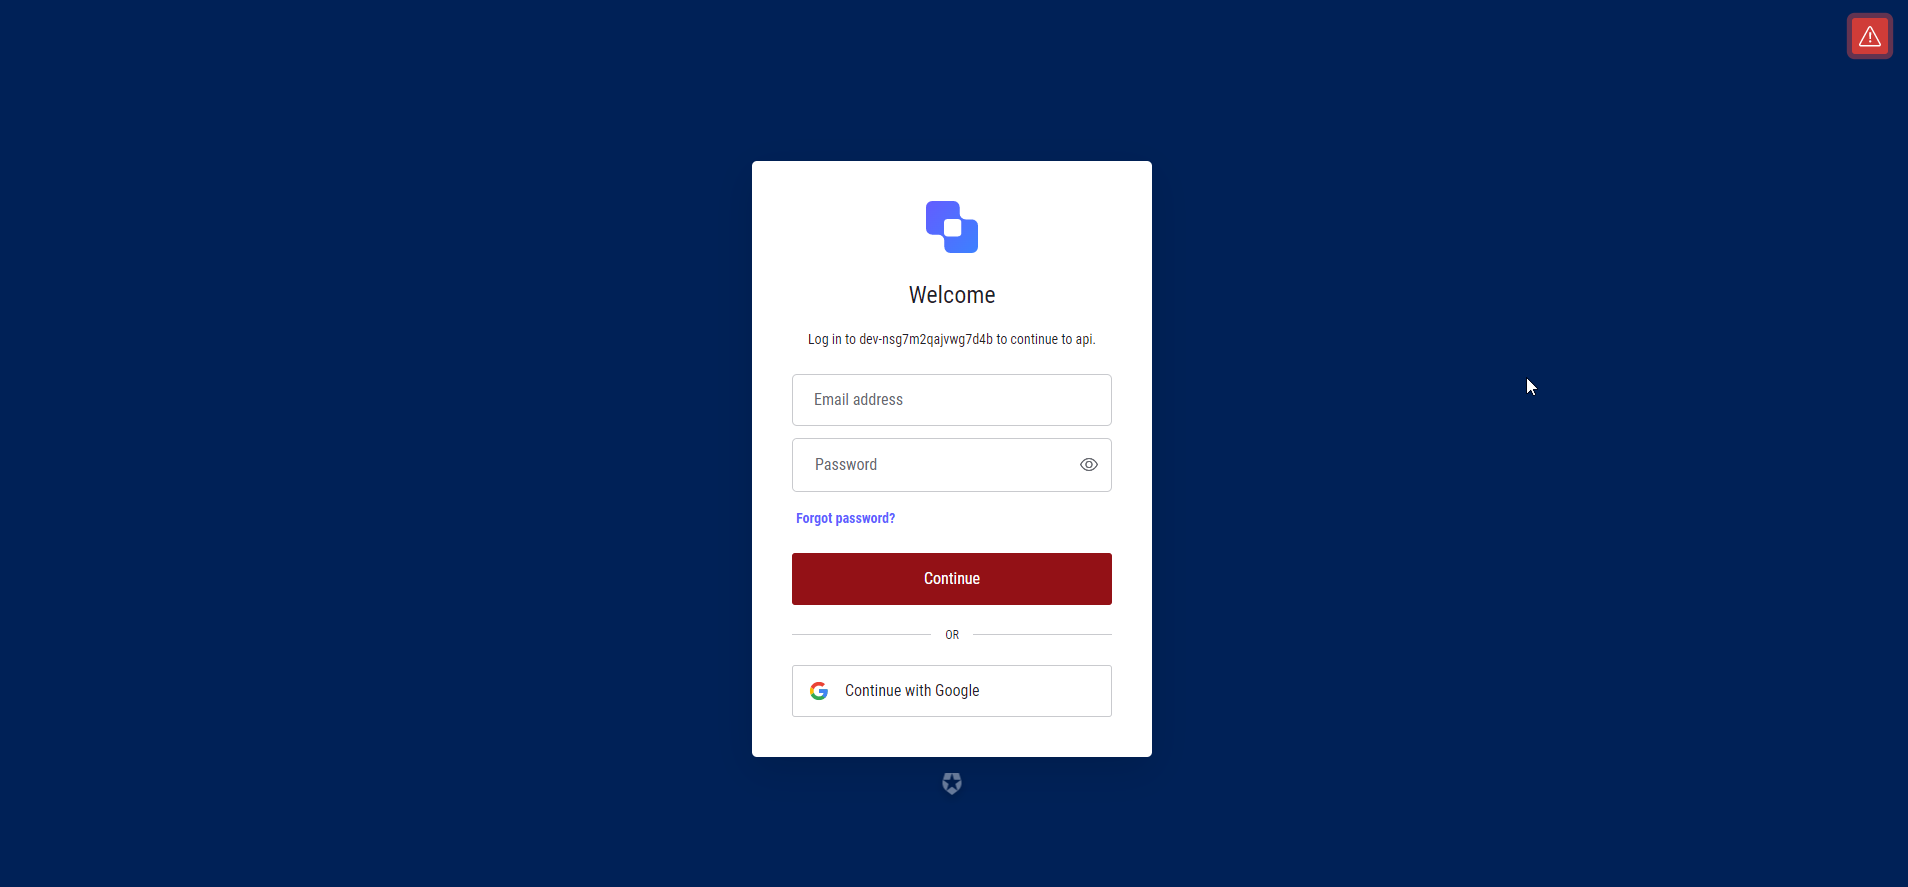 Welcome
Log in to dev-nsg7m2qajvwg7d4b to continue to api.
Email address
Password
Forgot password?
Continue
OR
Continue with Google